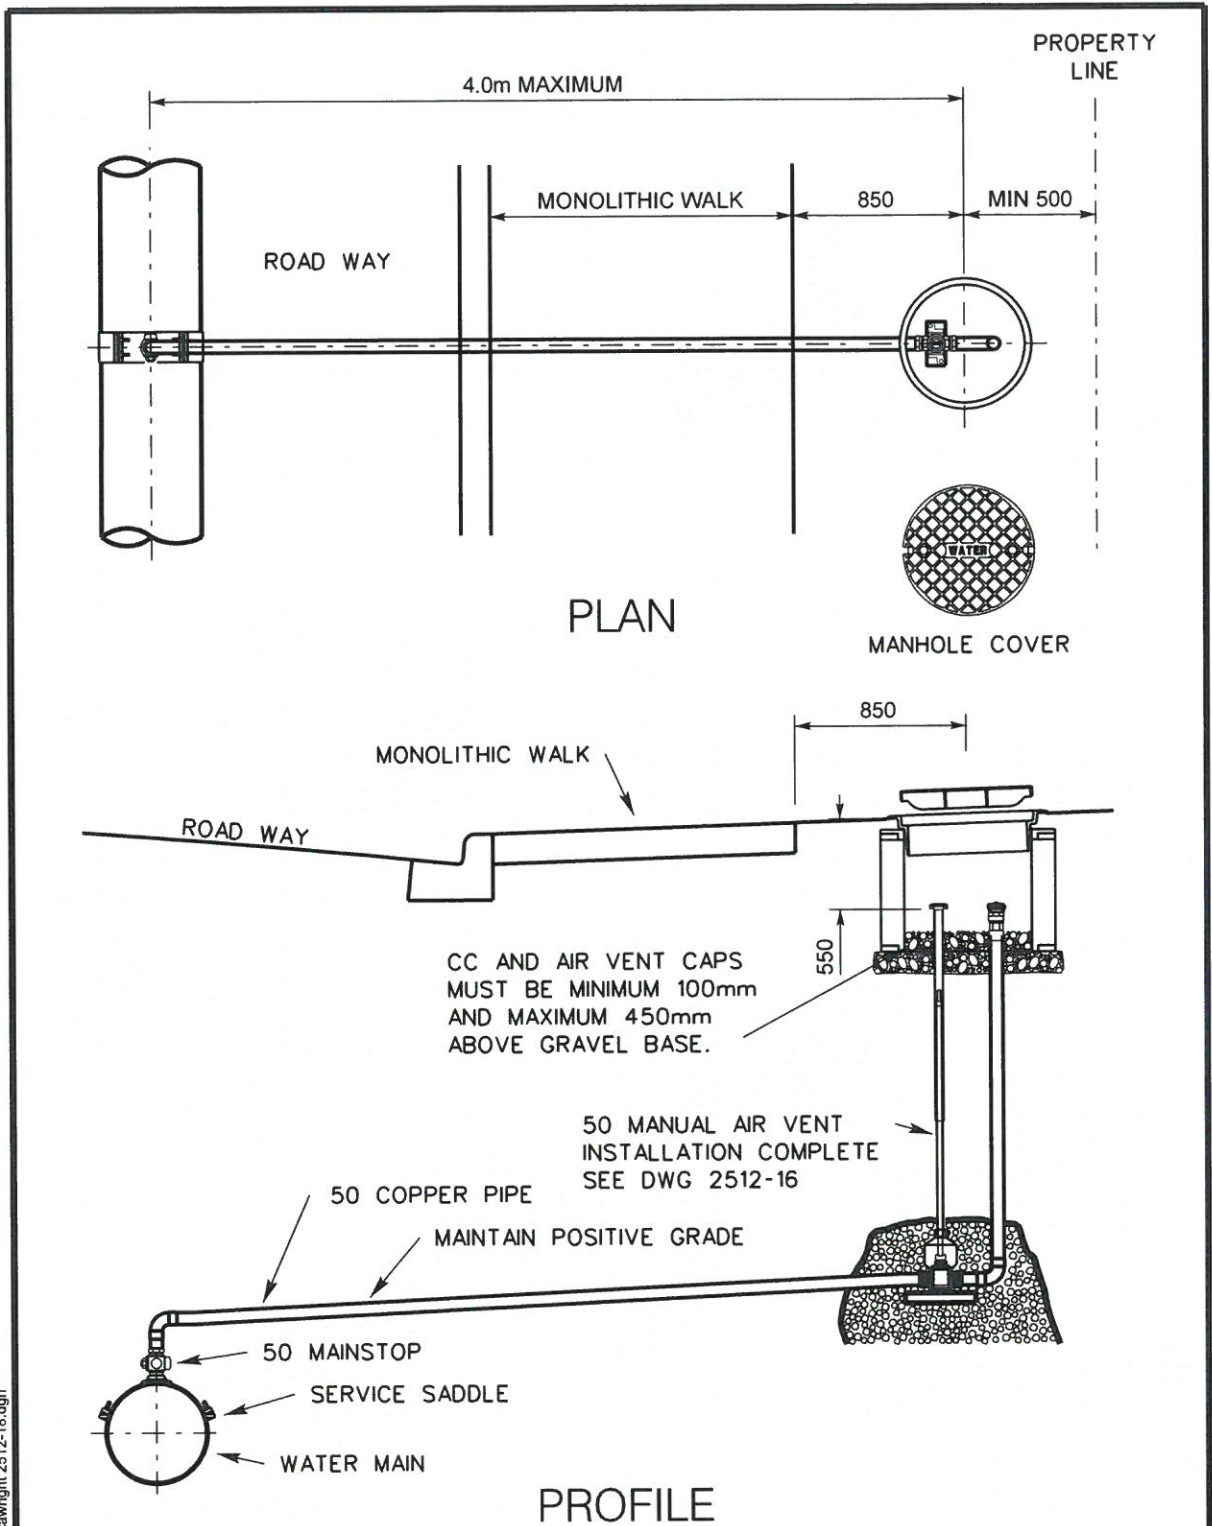 PROPERTY
LINE
4.0m MAXIMUM
MONOLITHIC WALK
850
MIN 500
ROAD WAY
WATER
PLAN
MANHOLE COVER
850
MONOLITHIC WALK
ROAD WAY
550
CC AND AIR VENT CAPS
MUST BE MINIMUM 100mm
AND MAXIMUM 450mm
ABOVE GRAVEL BASE.
50 MANUAL AIR VENT
INSTALLATION COMPLETE
SEE DWG 2512-16
50 COPPER PIPE
MAINTAIN POSITIVE GRADE
50 MAINSTOP
SERVICE SADDLE
WATER MAIN
PROFILE